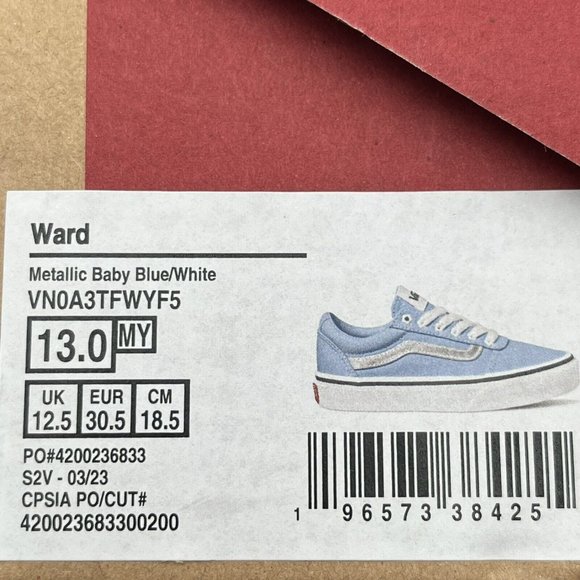 Ward
Metallic Baby Blue/White
VN0A3TFWYF5
13.0 MY
UK EUR CM
12.5 30.5 18.5
PO#4200236833
S2V - 03/23
CPSIA PO/CUT#
420023683300200
1 96573 38425